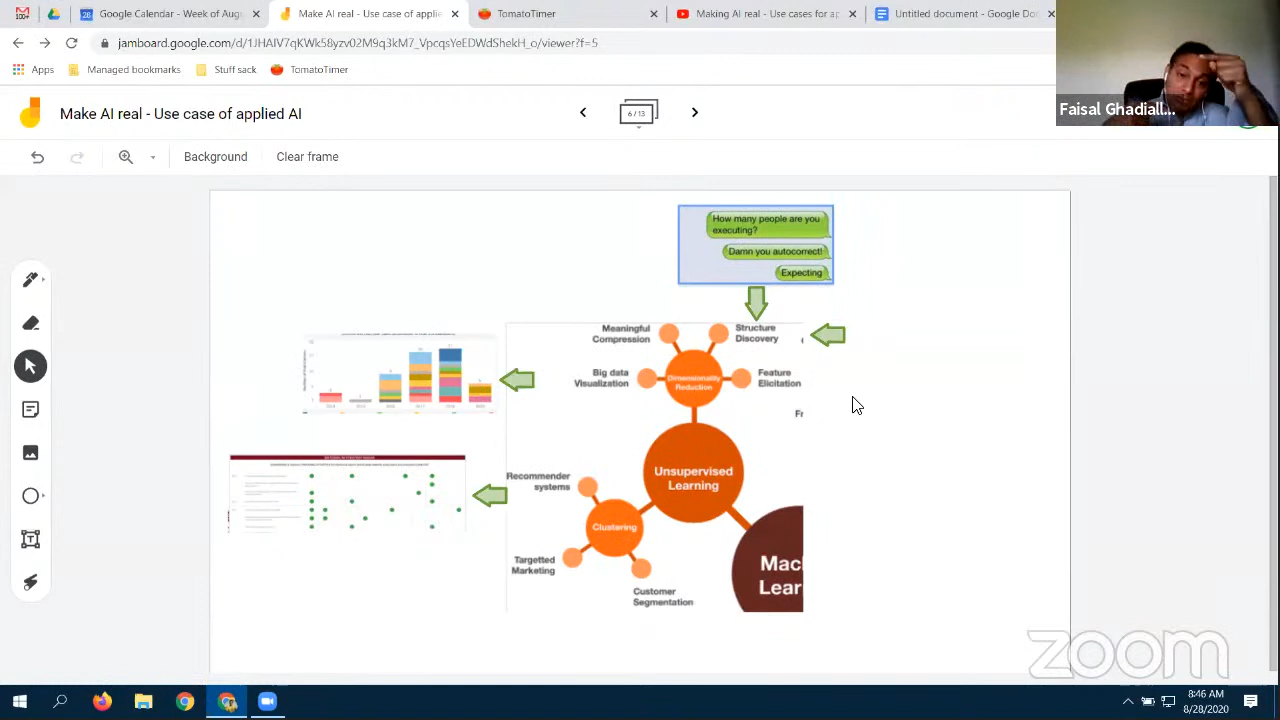 Google Calendar - Week of Aug
Make AI real - Use case of applie
TomatoTimer
Making AI real - Use cases for ap
Untitled document - Google Do
jamboard.google.com/d/1JHAIV7qKWk58yzv02M9q3kM7_VpcqsYeEDWdShekH_o/viewer?f=5
Apps
Managed bookmarks
Stuff sack
TomatoTimer
Make AI real - Use case of applied AI
6 / 13
Faisal Ghadiall...
Background
Clear frame
How many people are you
executing?
Damn you autocorrect!
Expecting
Meaningful
Compression
Structure
Discovery
Big data
Visualization
Dimensionality
Reduction
Feature
Elicitation
Fr
Unsupervised
Learning
Recommender
systems
Clustering
Targetted
Marketing
Customer
Segmentation
Mac
Lear
zoom
8:46 AM
8/28/2020